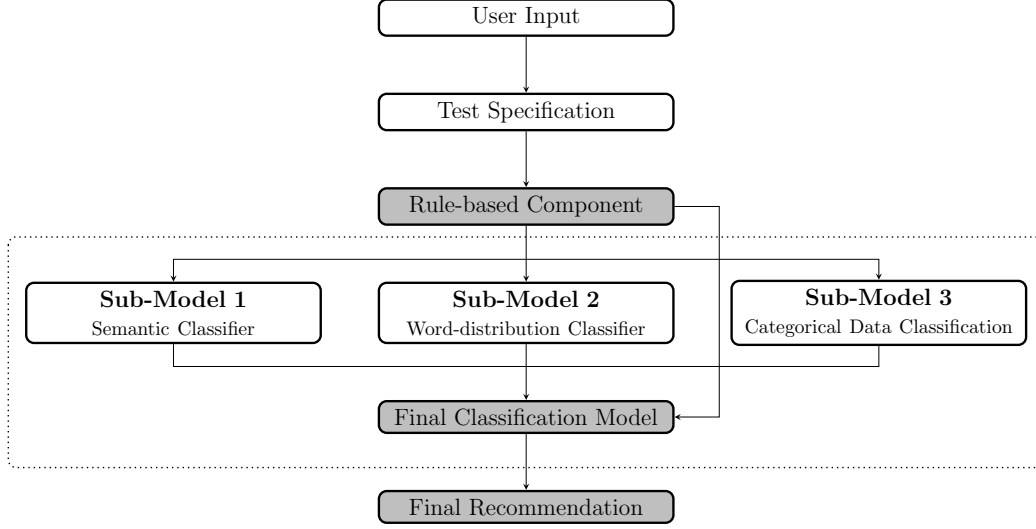 User Input
Test Specification
Rule-based Component
Sub-Model 1
Semantic Classifier
Sub-Model 2
Word-distribution Classifier
Sub-Model 3
Categorical Data Classification
Final Classification Model
Final Recommendation